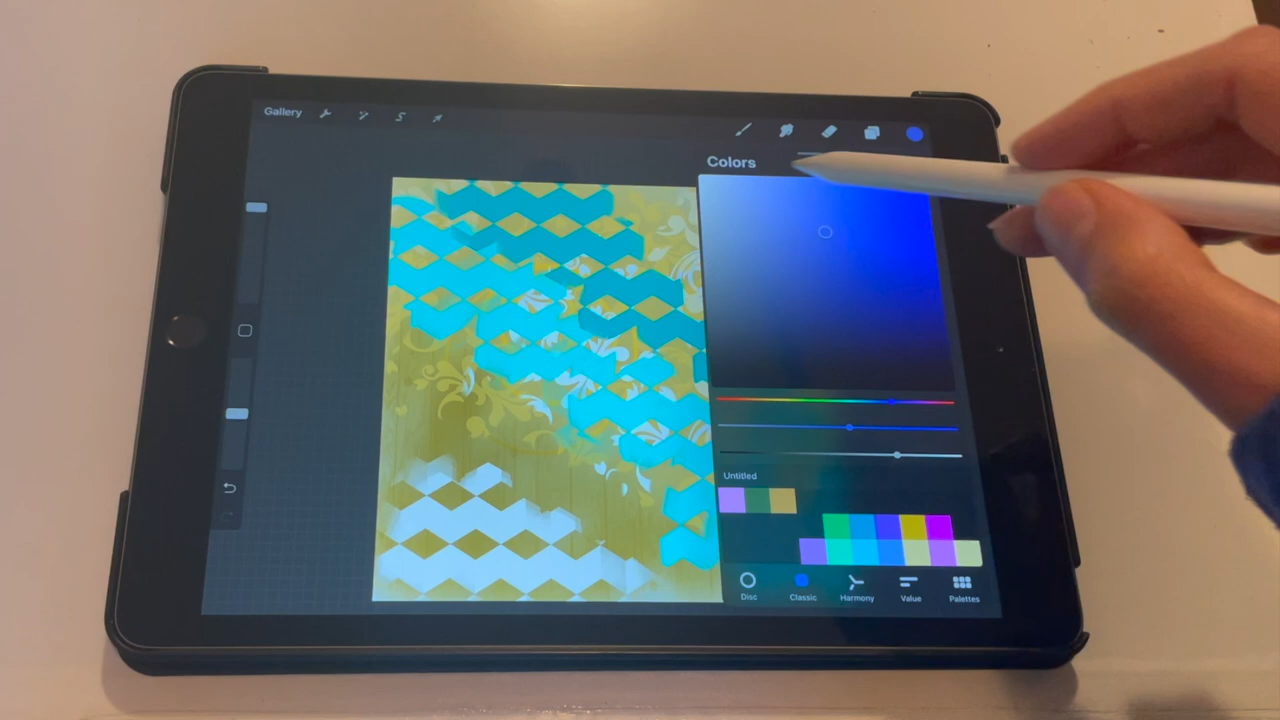 Gallery
Colors
Untitled
Disc
Classic
Harmony
Value
Palettes